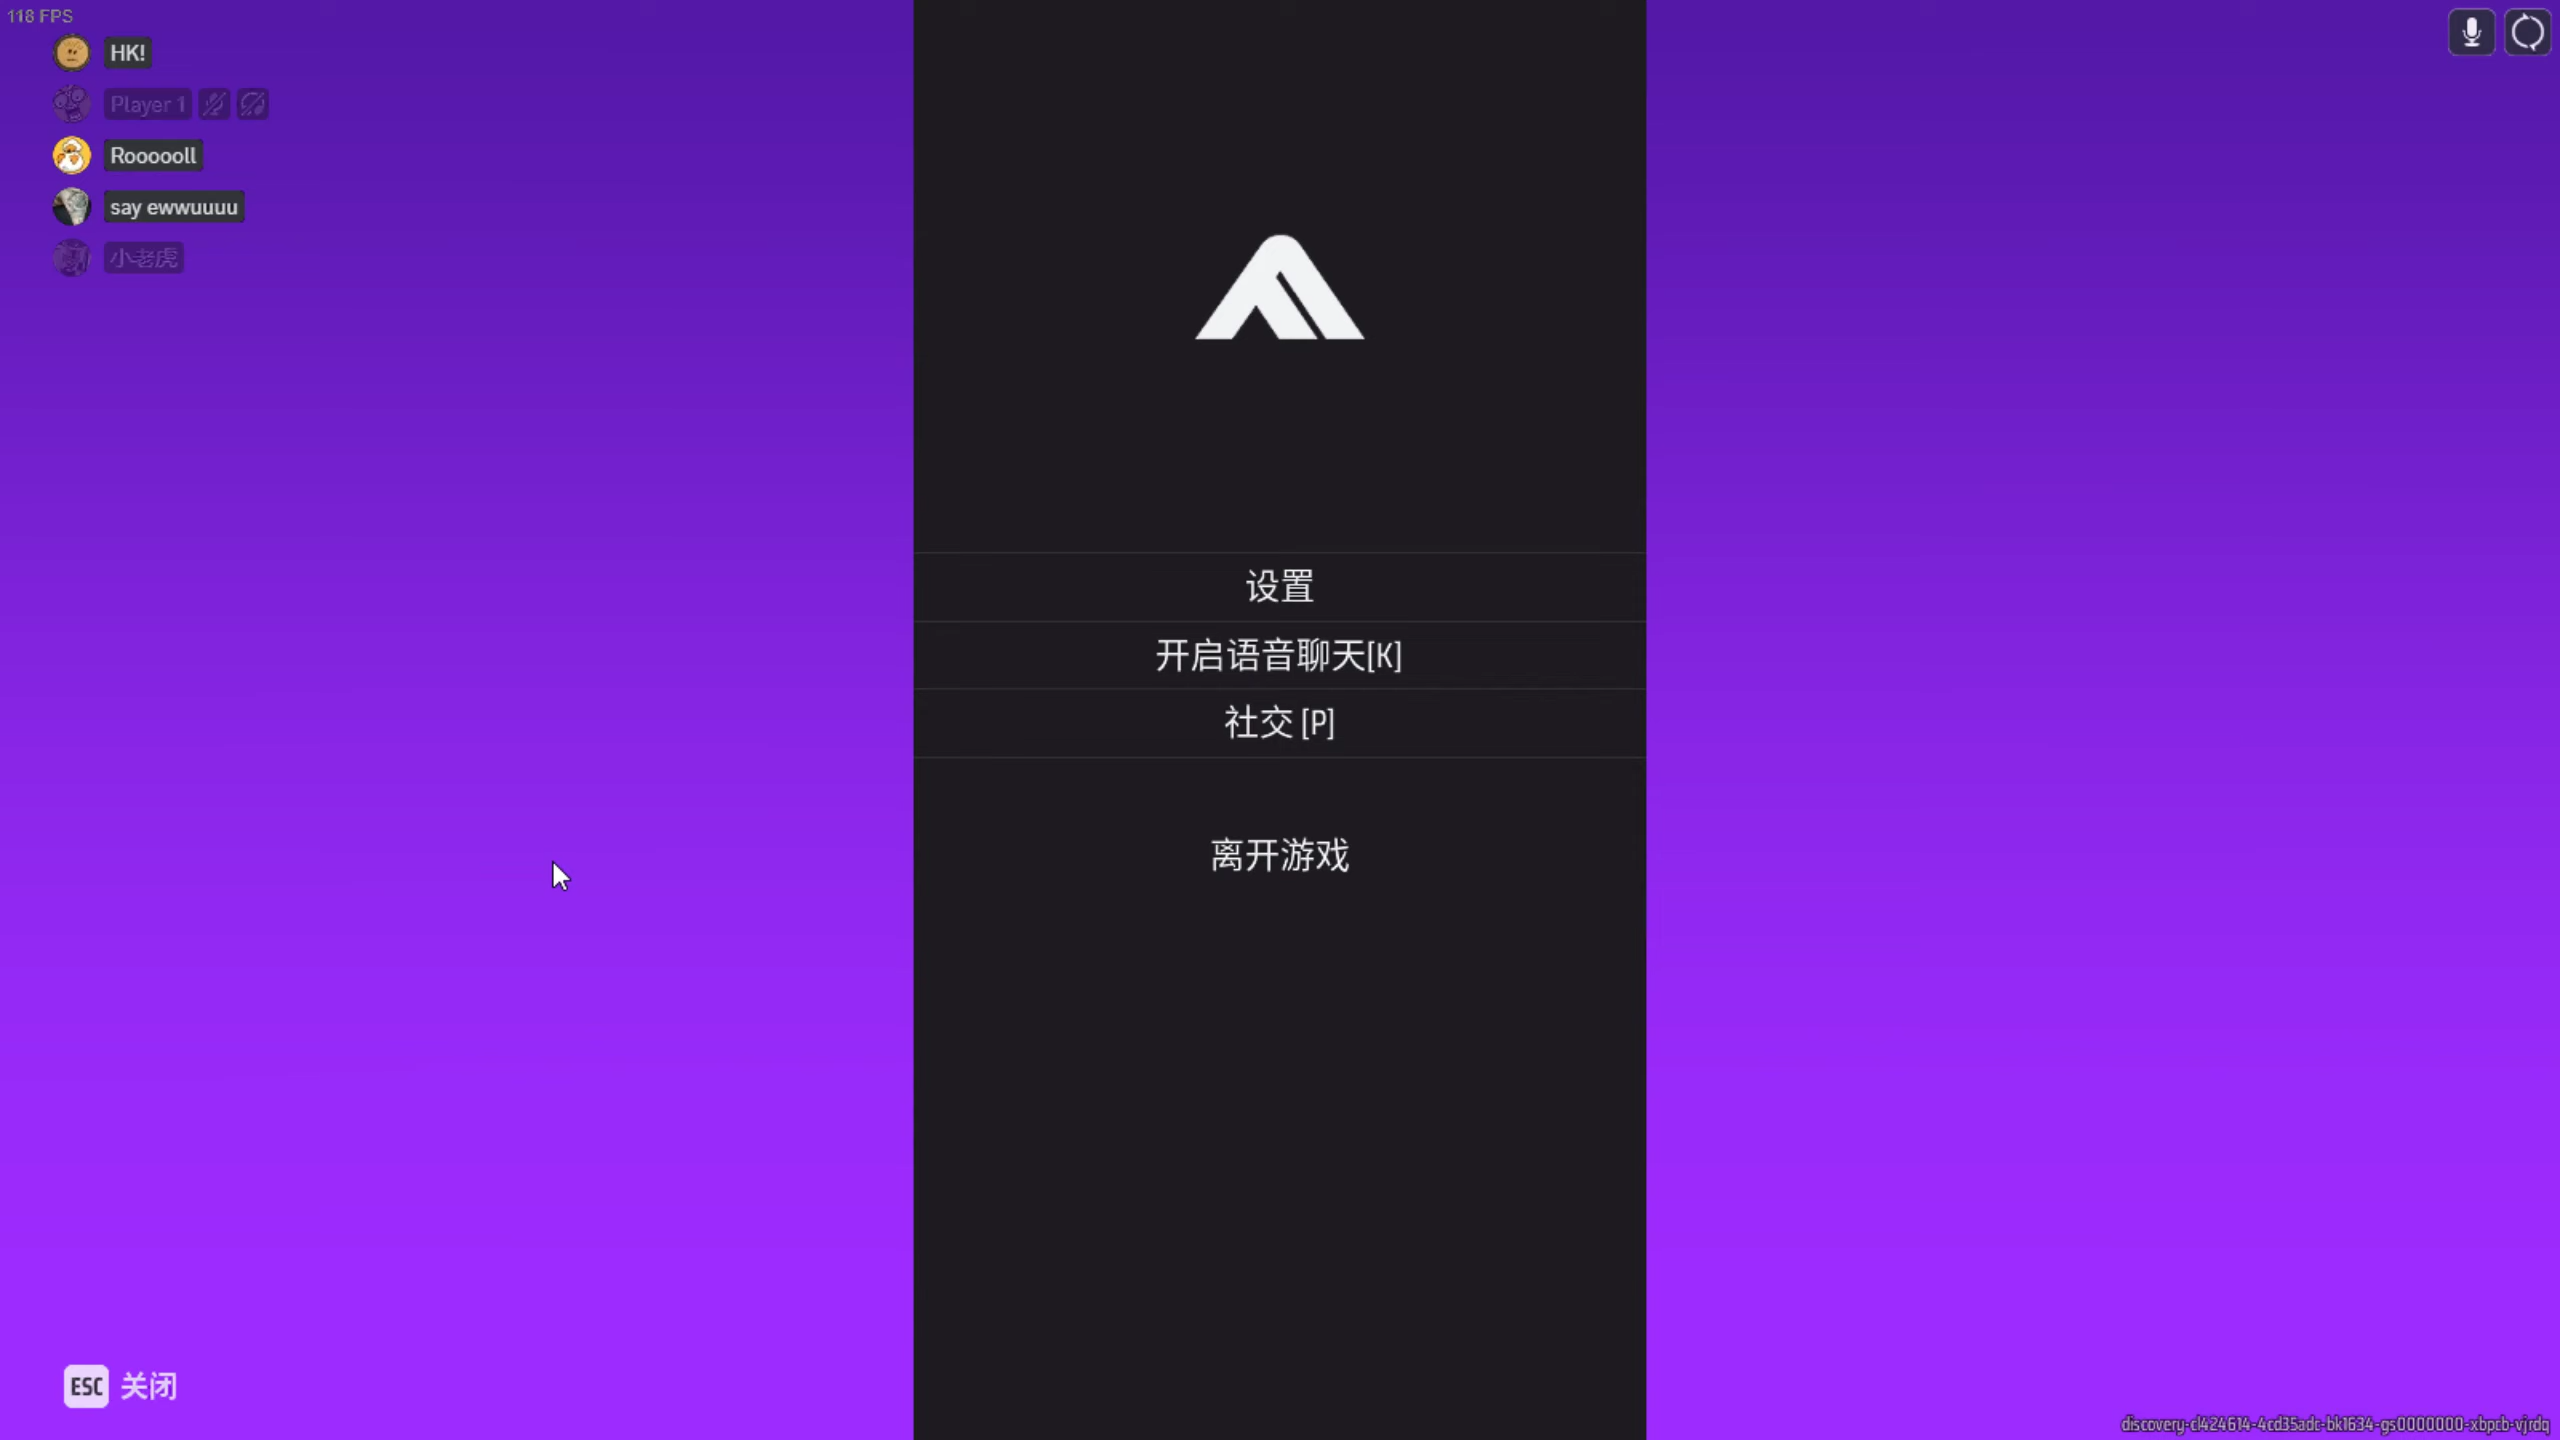 118 FPS
HK!
Player 1
Roooooll
say ewwuuuu
小老虎
设置
开启语音聊天[K]
社交 [P]
离开游戏
ESC 关闭
discovery-cl424614-4cd35adc-bk1634-gs0000000-xbpcb-vjrdq